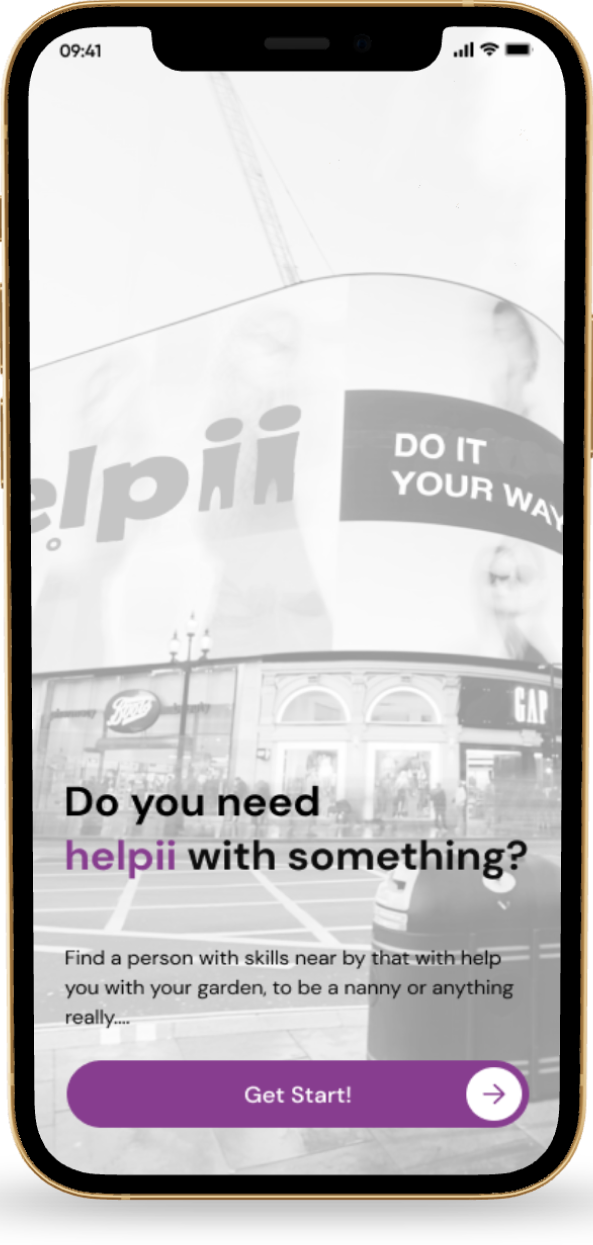 09:41
elpii
DO IT
YOUR WAY
Boots
GAP
Do you need
helpii with something?
Find a person with skills near by that with help
you with your garden, to be a nanny or anything
really....
Get Start!